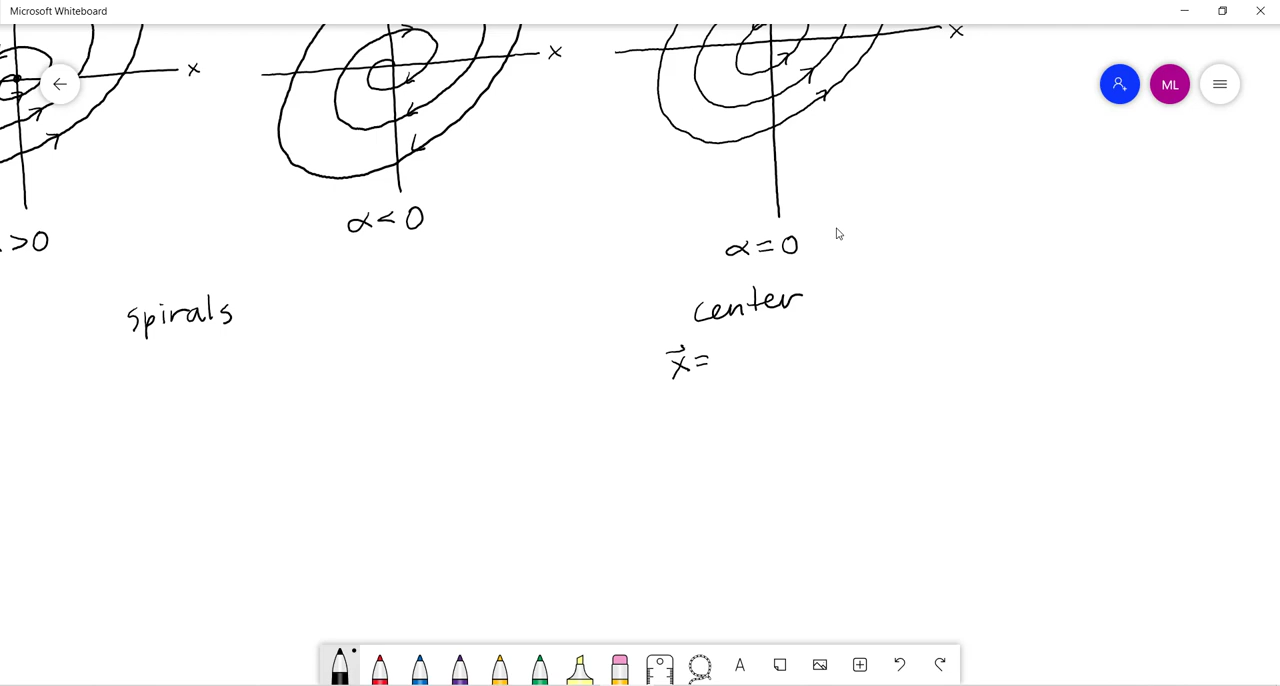 Microsoft Whiteboard
x
x
x
ML
α < 0
> 0
α = 0
spirals
center
x⃗ =
A